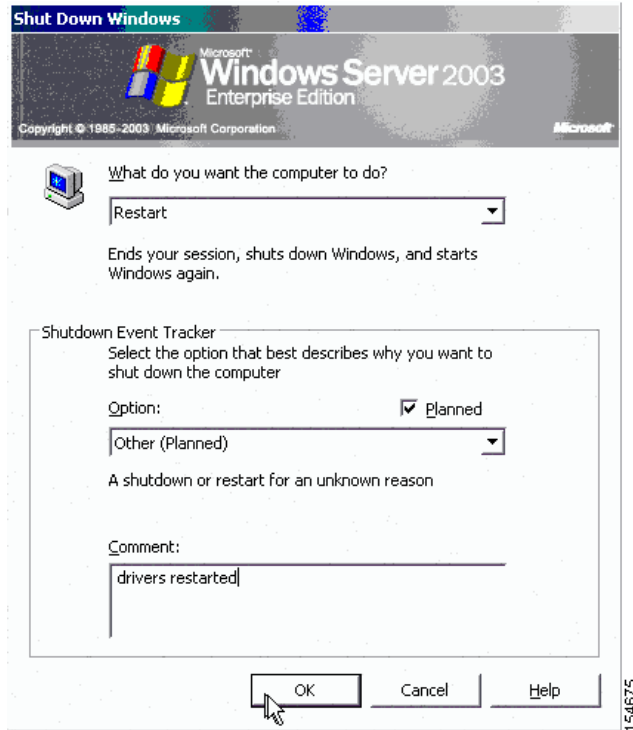 Shut Down Windows
Microsoft
Windows Server 2003
Enterprise Edition
Copyright © 1985-2003 Microsoft Corporation
Microsoft
What do you want the computer to do?
Restart
Ends your session, shuts down Windows, and starts
Windows again.
Shutdown Event Tracker
Select the option that best describes why you want to
shut down the computer
Option:
Planned
Other (Planned)
A shutdown or restart for an unknown reason
Comment:
drivers restarted
OK
Cancel
Help
154675